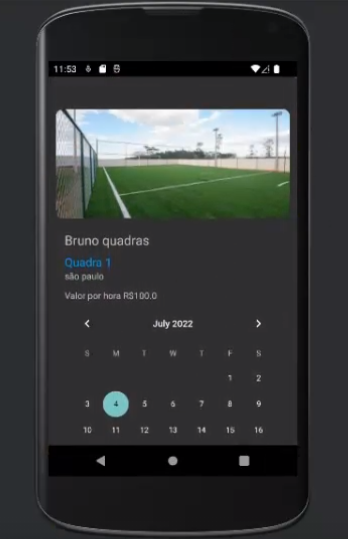 11:53
Bruno quadras
Quadra 1
são paulo
Valor por hora R$100.0
July 2022
S M T W T F S
1 2
3 4 5 6 7 8 9
10 11 12 13 14 15 16